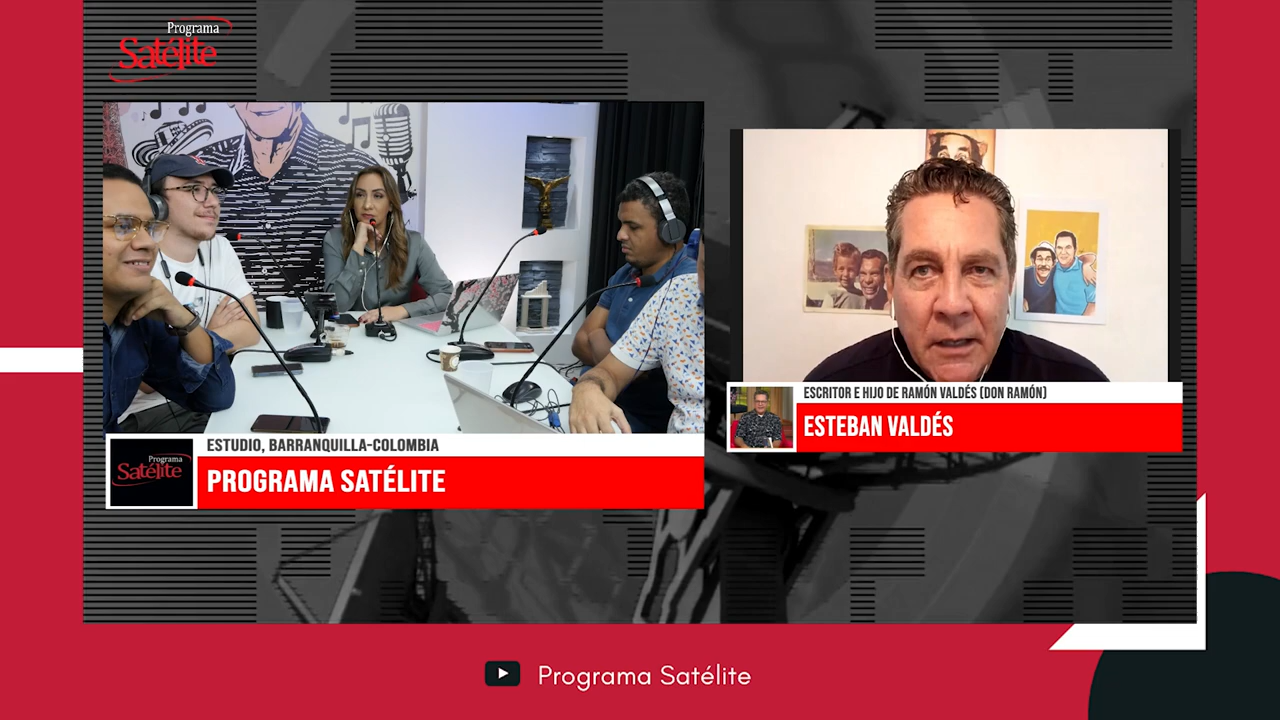 Programa
Satélite
ESTUDIO, BARRANQUILLA-COLOMBIA
Programa
Satélite
PROGRAMA SATÉLITE
ESCRITOR E HIJO DE RAMÓN VALDÉS (DON RAMÓN)
ESTEBAN VALDÉS
Programa Satélite